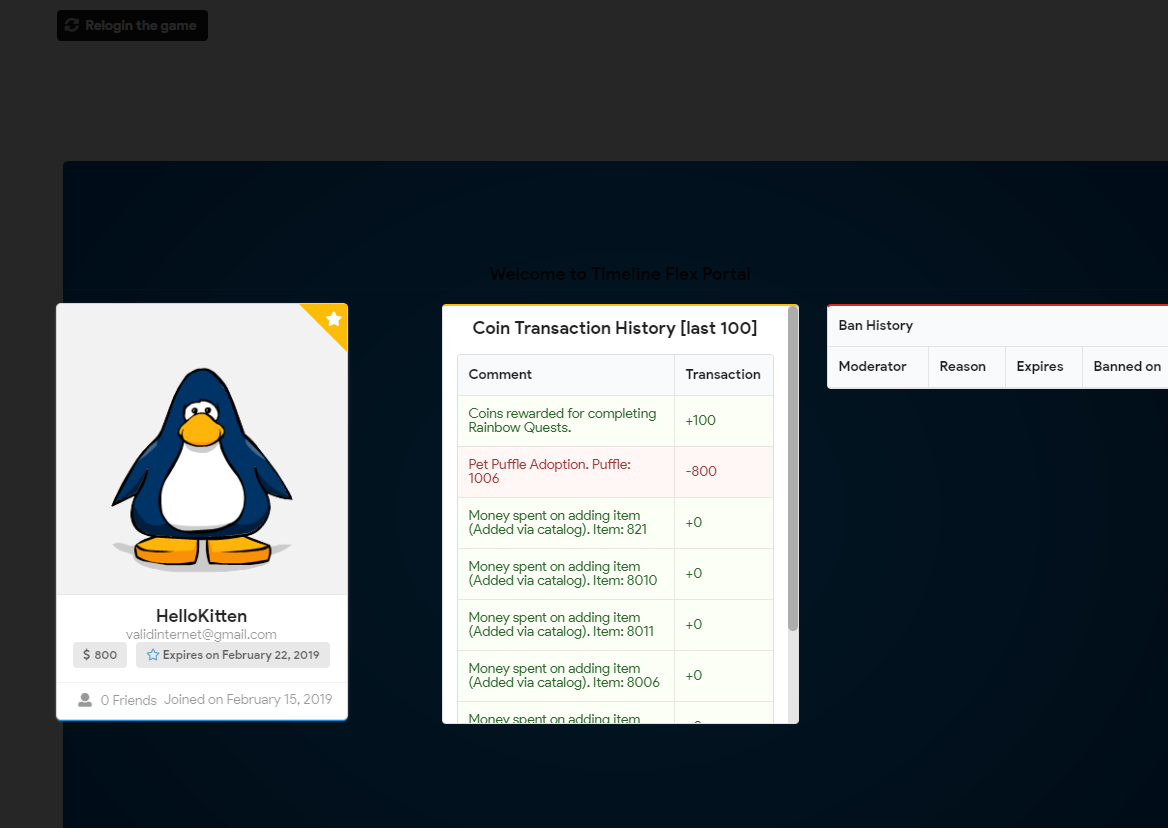 Relogin the game
Welcome to Timeline Flex Portal
HelloKitten
validinternet@gmail.com
$ 800
Expires on February 22, 2019
0 Friends Joined on February 15, 2019
Coin Transaction History [last 100]
Comment Transaction
Coins rewarded for completing
Rainbow Quests.
+100
Pet Puffle Adoption. Puffle:
1006
-800
Money spent on adding item
(Added via catalog). Item: 821
+0
Money spent on adding item
(Added via catalog). Item: 8010
+0
Money spent on adding item
(Added via catalog). Item: 8011
+0
Money spent on adding item
(Added via catalog). Item: 8006
+0
Money spent on adding item
Ban History
Moderator Reason Expires Banned on